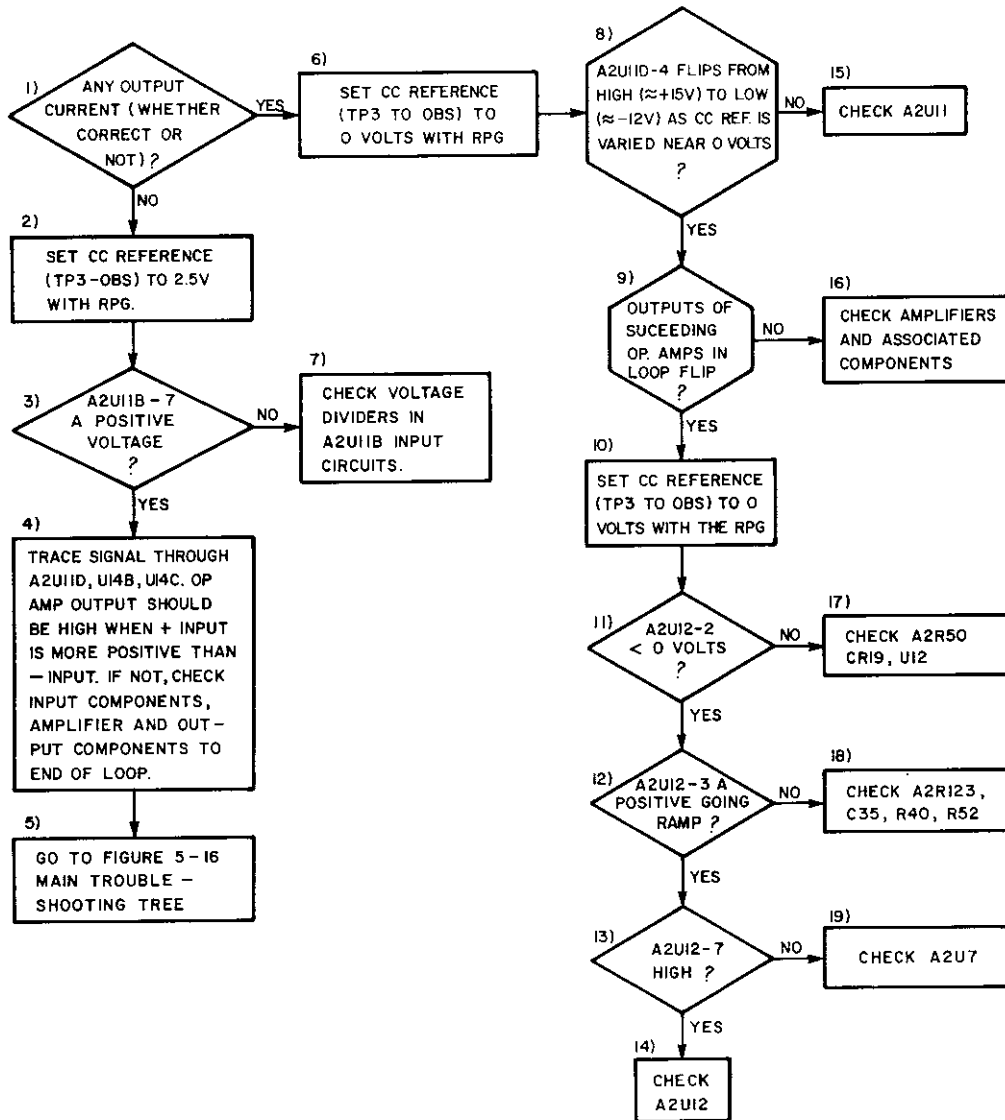 1)
ANY OUTPUT
CURRENT (WHETHER
CORRECT OR
NOT)?
YES
NO
2)
SET CC REFERENCE
(TP3-OBS) TO 2.5V
WITH RPG.
3)
A2U11B-7
A POSITIVE
VOLTAGE
?
NO
YES
7)
CHECK VOLTAGE
DIVIDERS IN
A2U11B INPUT
CIRCUITS.
4)
TRACE SIGNAL THROUGH
A2U11D, U14B, U14C. OP
AMP OUTPUT SHOULD
BE HIGH WHEN + INPUT
IS MORE POSITIVE THAN
- INPUT. IF NOT, CHECK
INPUT COMPONENTS,
AMPLIFIER AND OUT-
PUT COMPONENTS TO
END OF LOOP.
5)
GO TO FIGURE 5-16
MAIN TROUBLE-
SHOOTING TREE
6)
SET CC REFERENCE
(TP3 TO OBS) TO
0 VOLTS WITH RPG
8)
A2U11D-4 FLIPS FROM
HIGH (≈+15V) TO LOW
(≈-12V) AS CC REF. IS
VARIED NEAR 0 VOLTS
?
NO
YES
15)
CHECK A2U11
9)
OUTPUTS OF
SUCEEDING
OP. AMPS IN
LOOP FLIP
?
NO
YES
16)
CHECK AMPLIFIERS
AND ASSOCIATED
COMPONENTS
10)
SET CC REFERENCE
(TP3 TO OBS) TO 0
VOLTS WITH THE RPG
11)
A2U12-2
< 0 VOLTS
?
NO
YES
17)
CHECK A2R50
CR19, U12
12)
A2U12-3 A
POSITIVE GOING
RAMP ?
NO
YES
18)
CHECK A2R123,
C35, R40, R52
13)
A2U12-7
HIGH ?
NO
YES
19)
CHECK A2U7
14)
CHECK
A2U12